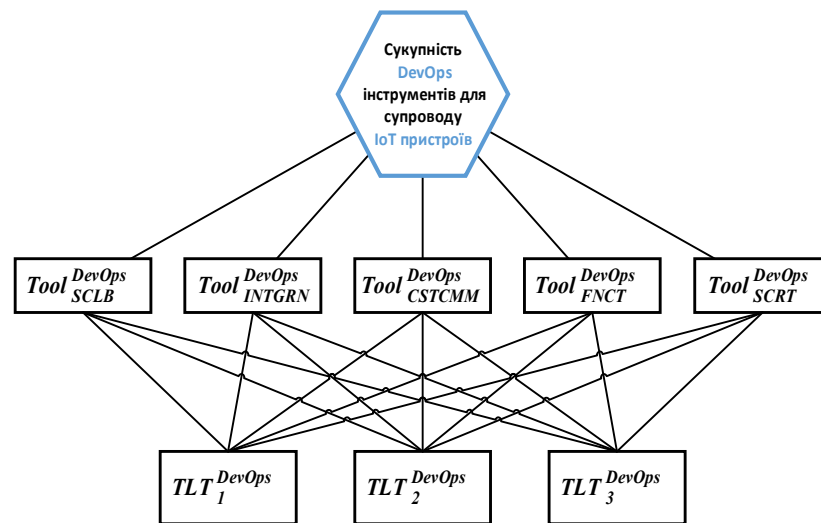 Сукупність
DevOps
інструментів для
супроводу
IoT пристроїв
Tool DevOps SCLB
Tool DevOps INTGRN
Tool DevOps CSTCMM
Tool DevOps FNCT
Tool DevOps SCRT
TLT DevOps 1
TLT DevOps 2
TLT DevOps 3